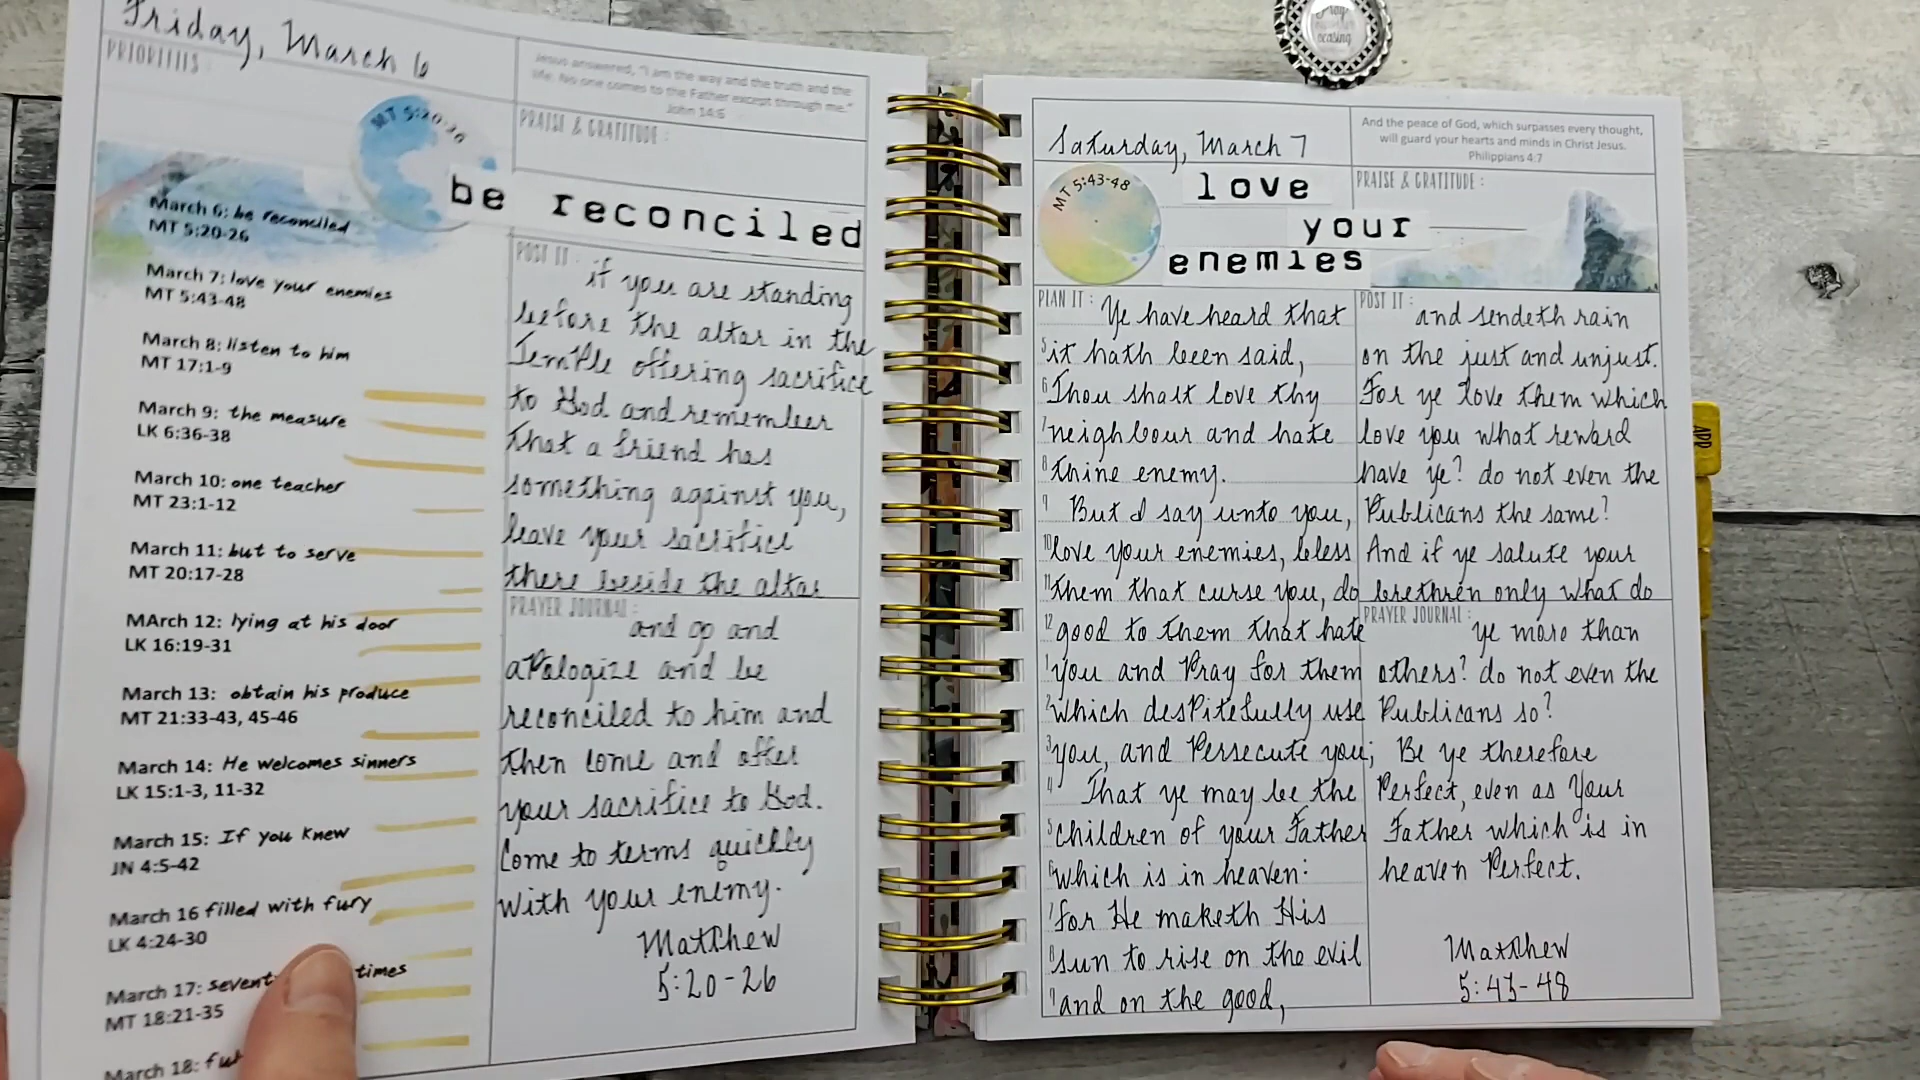 Friday, March 6
PRIORITIES :
Jesus answered, "I am the way and the truth and the
life. No one comes to the Father except through me."
John 14:6
PRAISE & GRATITUDE :
MT 5:20-26
be reconciled
March 6: be reconciled
MT 5:20-26
March 7: love your enemies
MT 5:43-48
March 8: listen to him
MT 17:1-9
March 9: the measure
LK 6:36-38
March 10: one teacher
MT 23:1-12
March 11: but to serve
MT 20:17-28
MArch 12: lying at his door
LK 16:19-31
March 13: obtain his produce
MT 21:33-43, 45-46
March 14: He welcomes sinners
LK 15:1-3, 11-32
March 15: If you knew
JN 4:5-42
March 16 filled with fury
LK 4:24-30
March 17: times
MT 18:21-35
March 18:
POST IT :
if you are standing
before the altar in the
Temple offering sacrifice
to God and remember
that a friend has
something against you,
leave your sacrifice
there beside the altar
PRAYER JOURNAL :
and go and
apologize and be
reconciled to him and
then come and offer
your sacrifice to God.
Come to terms quickly
with your enemy.
Matthew
5:20-26
Saturday, March 7
And the peace of God, which surpasses every thought,
will guard your hearts and minds in Christ Jesus.
Philippians 4:7
MT 5:43-48
love
your
enemies
PRAISE & GRATITUDE :
PLAN IT :
Ye have heard that
5 it hath been said,
6 Thou shalt love thy
7 neighbour and hate
8 thine enemy.
9 But I say unto you,
10 love your enemies, bless
11 them that curse you, do
12 good to them that hate
1 you and Pray for them
2 which despitefully use
3 you, and Persecute you;
4 That ye may be the
5 children of your Father
6 which is in heaven:
7 for He maketh His
8 sun to rise on the evil
9 and on the good,
POST IT :
and sendeth rain
on the just and unjust.
For ye love them which
love you what reward
have ye? do not even the
Publicans the same?
And if ye salute your
brethren only what do
PRAYER JOURNAL :
ye more than
others? do not even the
Publicans so?
Be ye therefore
Perfect, even as Your
Father which is in
heaven Perfect.
Matthew
5:43-48
APR
Pray